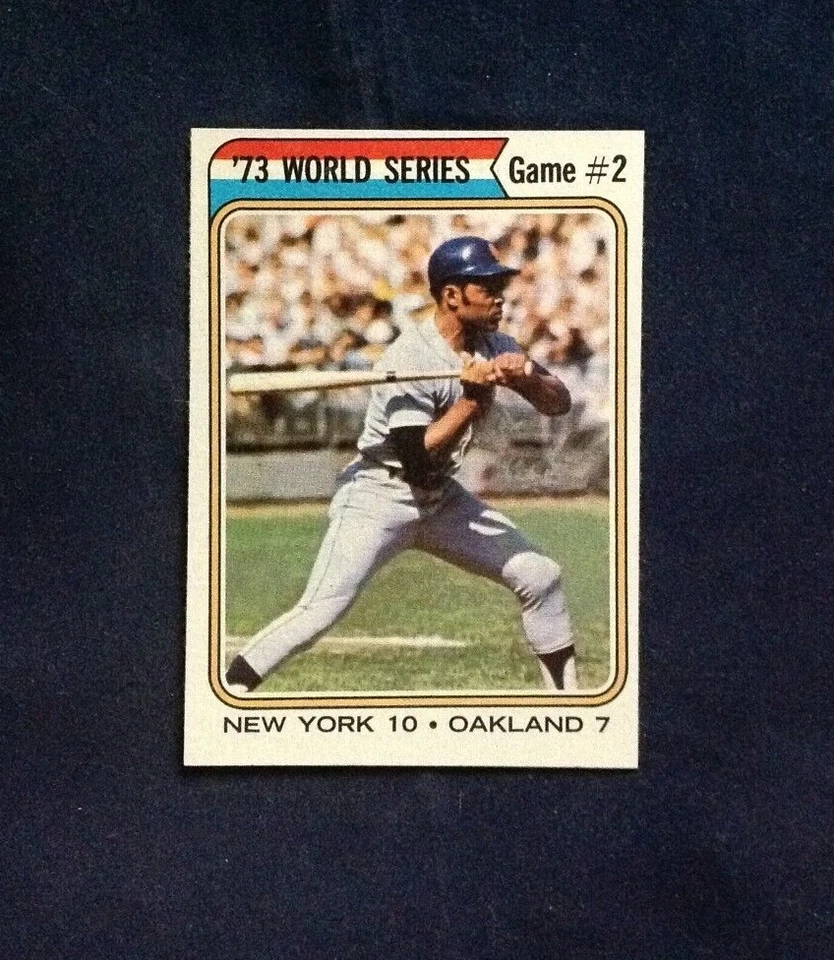 '73 WORLD SERIES Game #2
NEW YORK 10 • OAKLAND 7